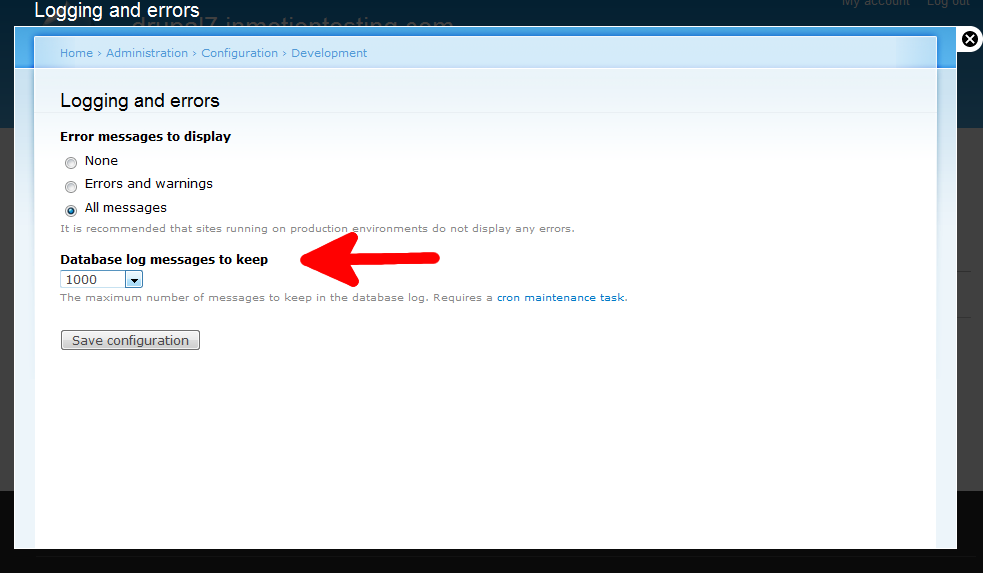 Logging and errors
My account Log out
drupal7.inmotiontesting.com
Home › Administration › Configuration › Development
Logging and errors
Error messages to display
None
Errors and warnings
All messages
It is recommended that sites running on production environments do not display any errors.
Database log messages to keep
1000
The maximum number of messages to keep in the database log. Requires a cron maintenance task.
Save configuration